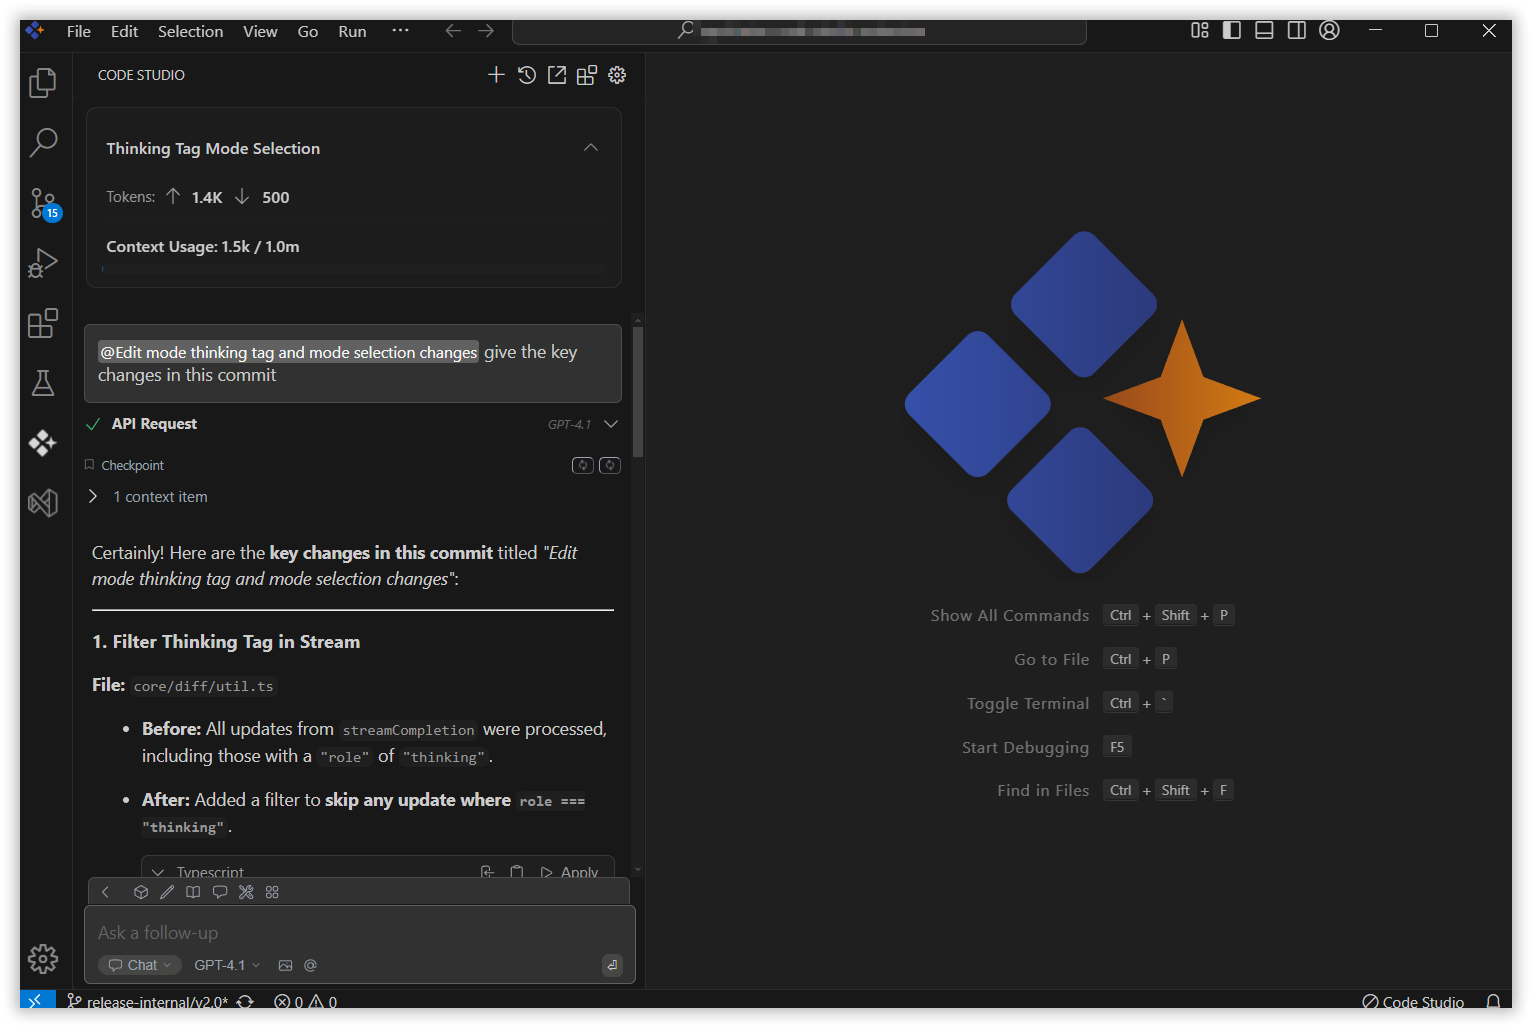 File Edit Selection View Go Run ···
CODE STUDIO
Thinking Tag Mode Selection
Tokens: ↑ 1.4K ↓ 500
Context Usage: 1.5k / 1.0m
@Edit mode thinking tag and mode selection changes give the key
changes in this commit
API Request GPT-4.1
Checkpoint
1 context item
Certainly! Here are the key changes in this commit titled "Edit
mode thinking tag and mode selection changes":
1. Filter Thinking Tag in Stream
File: core/diff/util.ts
• Before: All updates from streamCompletion were processed,
including those with a "role" of "thinking".
• After: Added a filter to skip any update where role ===
"thinking".
Typescript Apply
Ask a follow-up
Chat GPT-4.1
15
Show All Commands Ctrl + Shift + P
Go to File Ctrl + P
Toggle Terminal Ctrl + `
Start Debugging F5
Find in Files Ctrl + Shift + F
release-internal/v2.0* 0 0 Code Studio